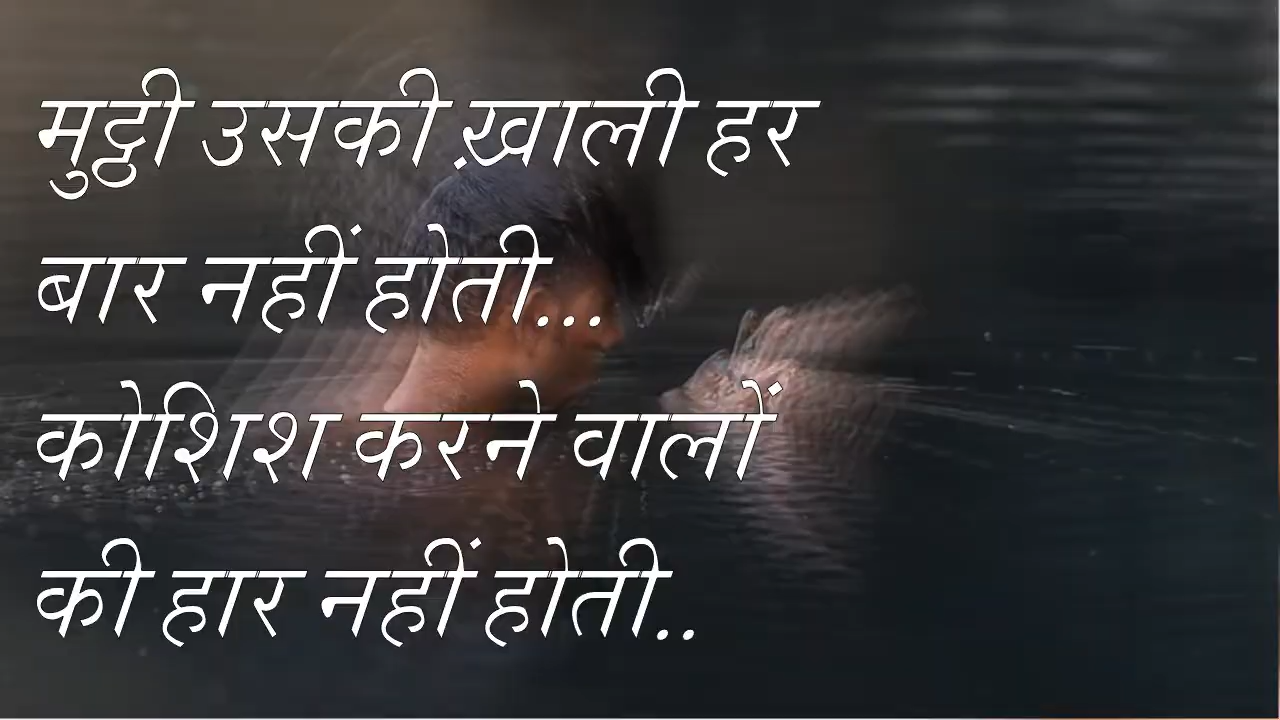 मुट्ठी उसकी ख़ाली हर
बार नहीं होती...
कोशिश करने वालों
की हार नहीं होती..